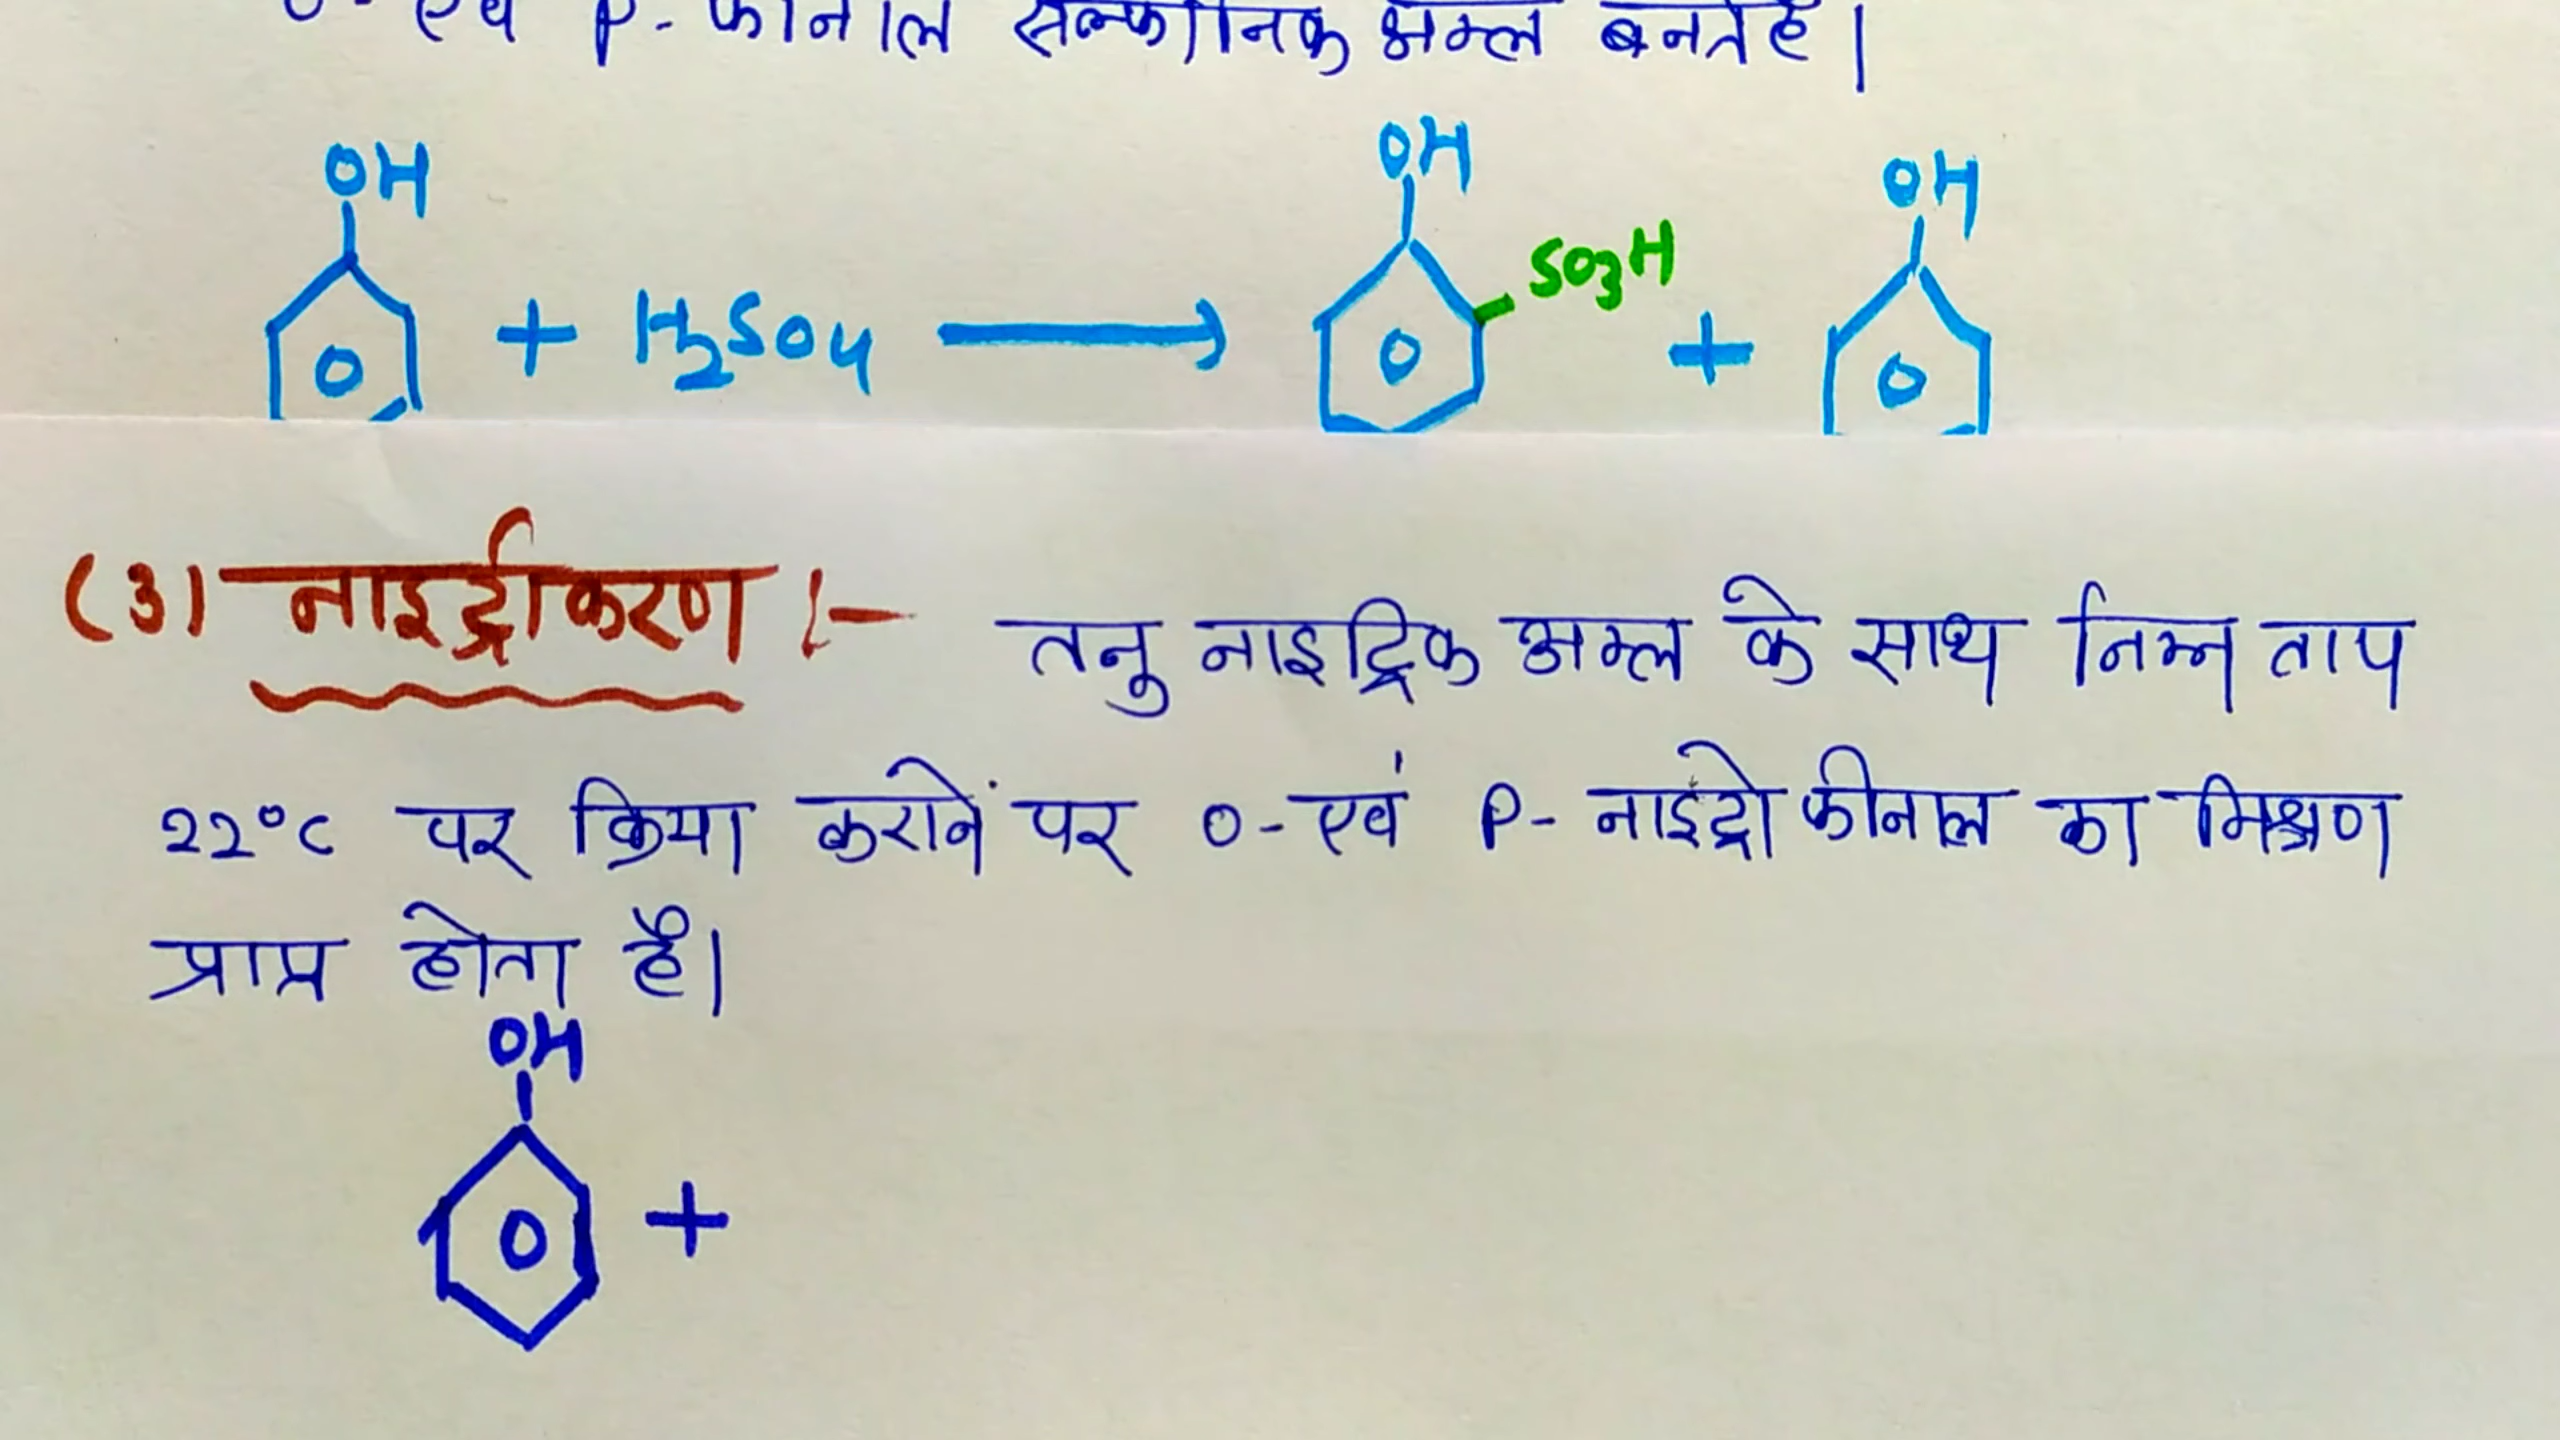 o- एवं P- फीनॉल सल्फोनिक अम्ल बनते है।
OH OH OH
SO3H
+ H2SO4 ⟶ +
(3) नाइट्रीकरण :- तनु नाइट्रिक अम्ल के साथ निम्न ताप
22°C पर क्रिया करानें पर o- एवं P- नाइट्रो फीनाल का मिश्रण
प्राप्त होता है।
OH
+